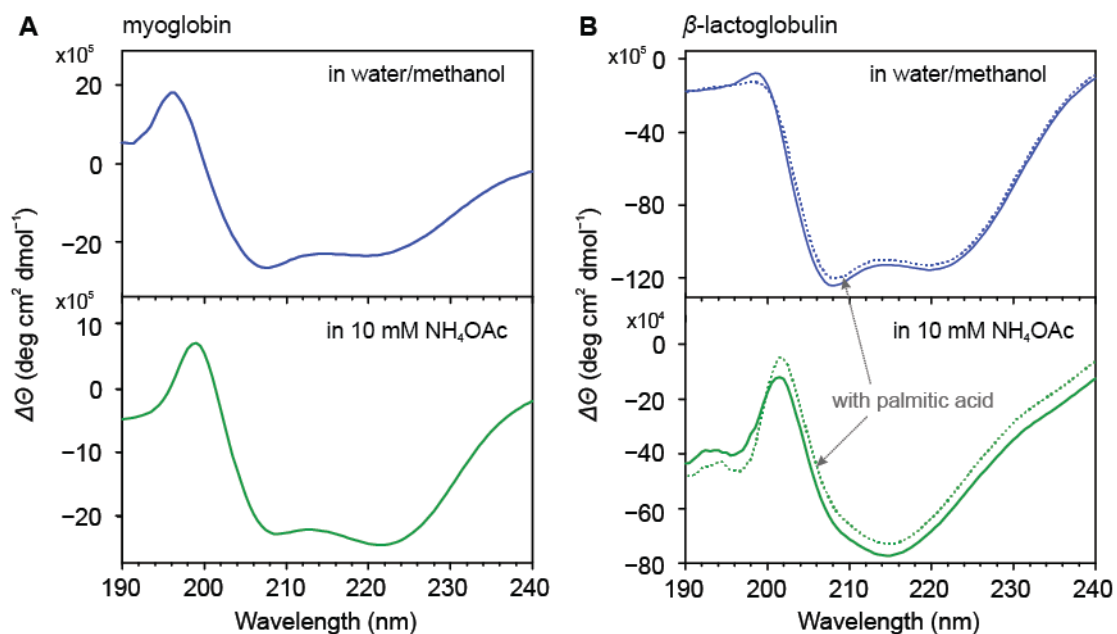 A myoglobin
x10⁵
in water/methanol
20
0
−20
ΔΘ (deg cm² dmol⁻¹)
x10⁵
in 10 mM NH₄OAc
10
0
−10
−20
190 200 210 220 230 240
Wavelength (nm)
B β-lactoglobulin
x10⁵
0
in water/methanol
−40
−80
−120
ΔΘ (deg cm² dmol⁻¹)
x10⁴
0
in 10 mM NH₄OAc
with palmitic acid
−20
−40
−60
−80
190 200 210 220 230 240
Wavelength (nm)